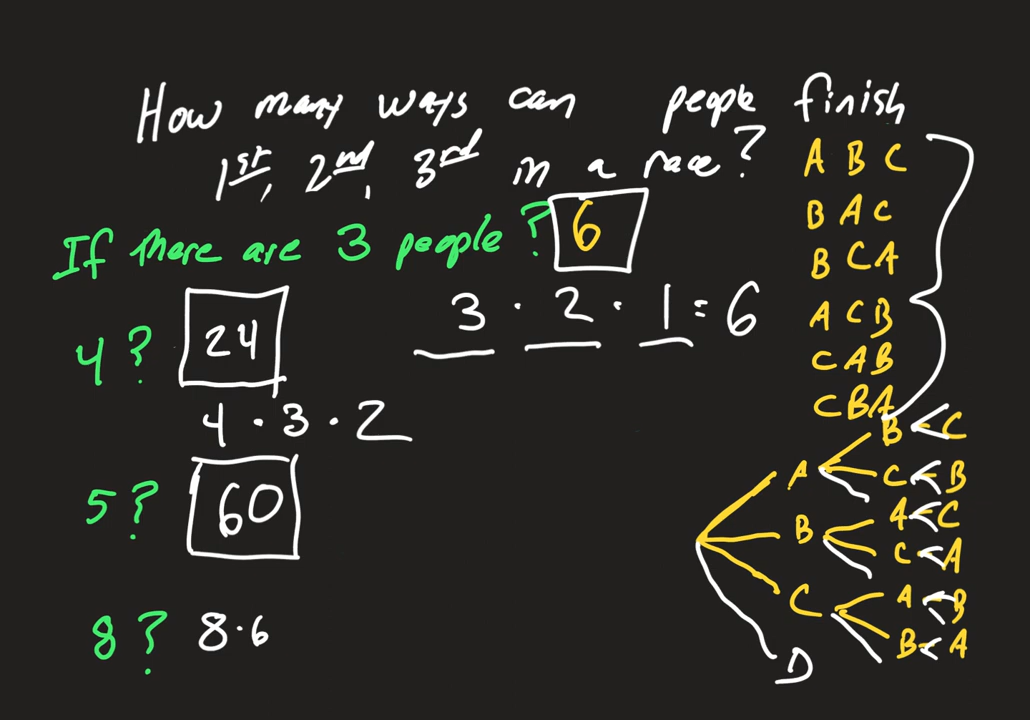 How many ways can people finish
1st, 2nd, 3rd in a race?
If there are 3 people? 6
3 · 2 · 1 = 6
4? 24
4 · 3 · 2
5? 60
8? 8·6
A B C
B A C
B C A
A C B
C A B
C B A
A B C
C B
B A C
C A
C A B
B A
D